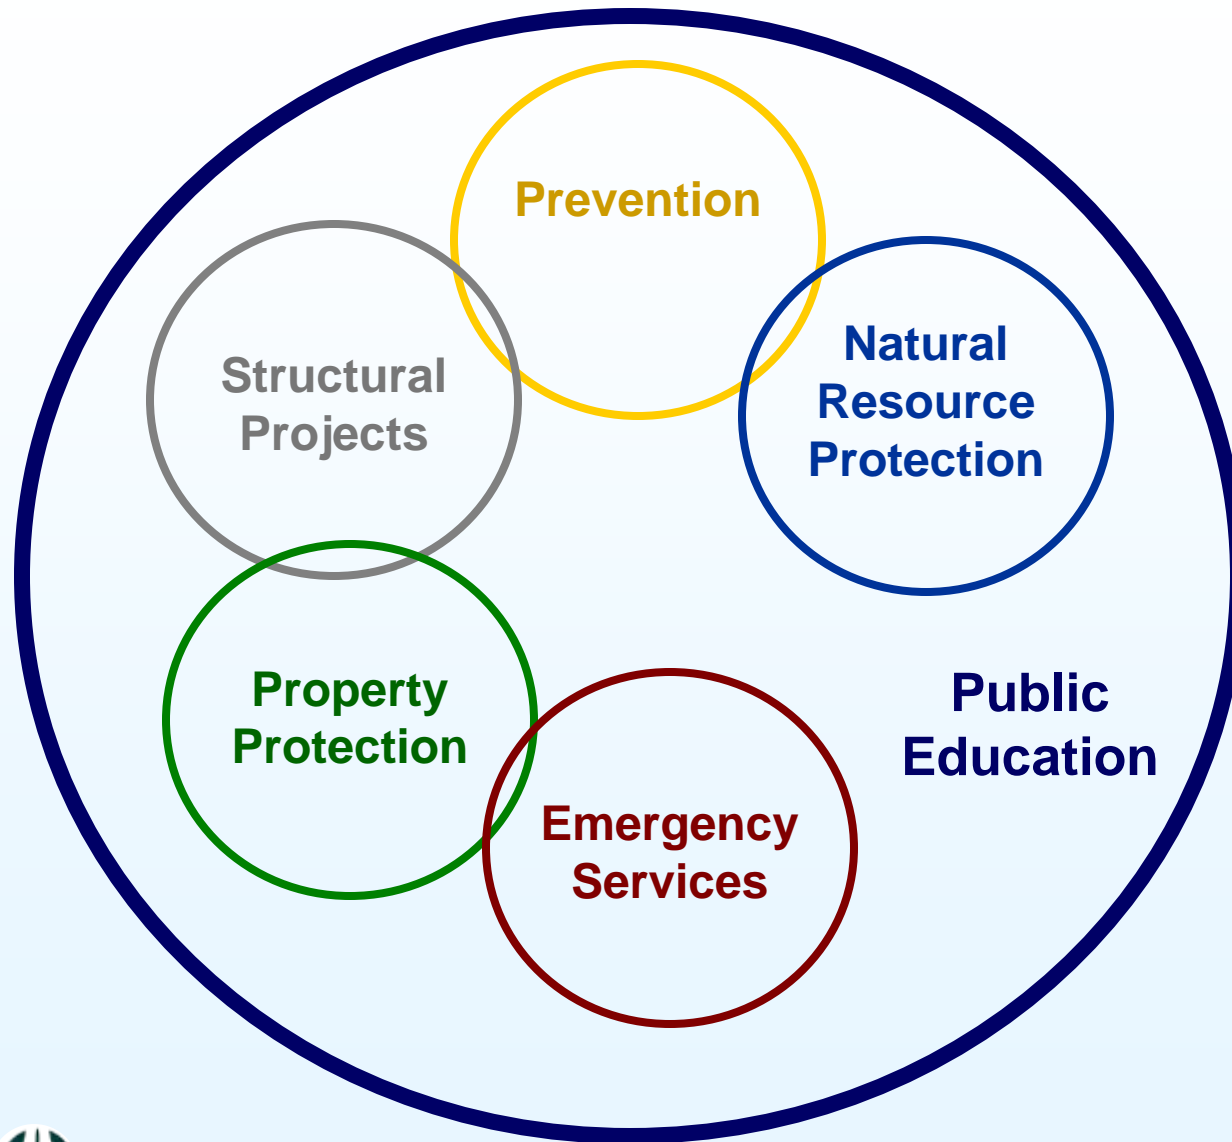 Prevention
Structural
Projects
Natural
Resource
Protection
Property
Protection
Public
Education
Emergency
Services